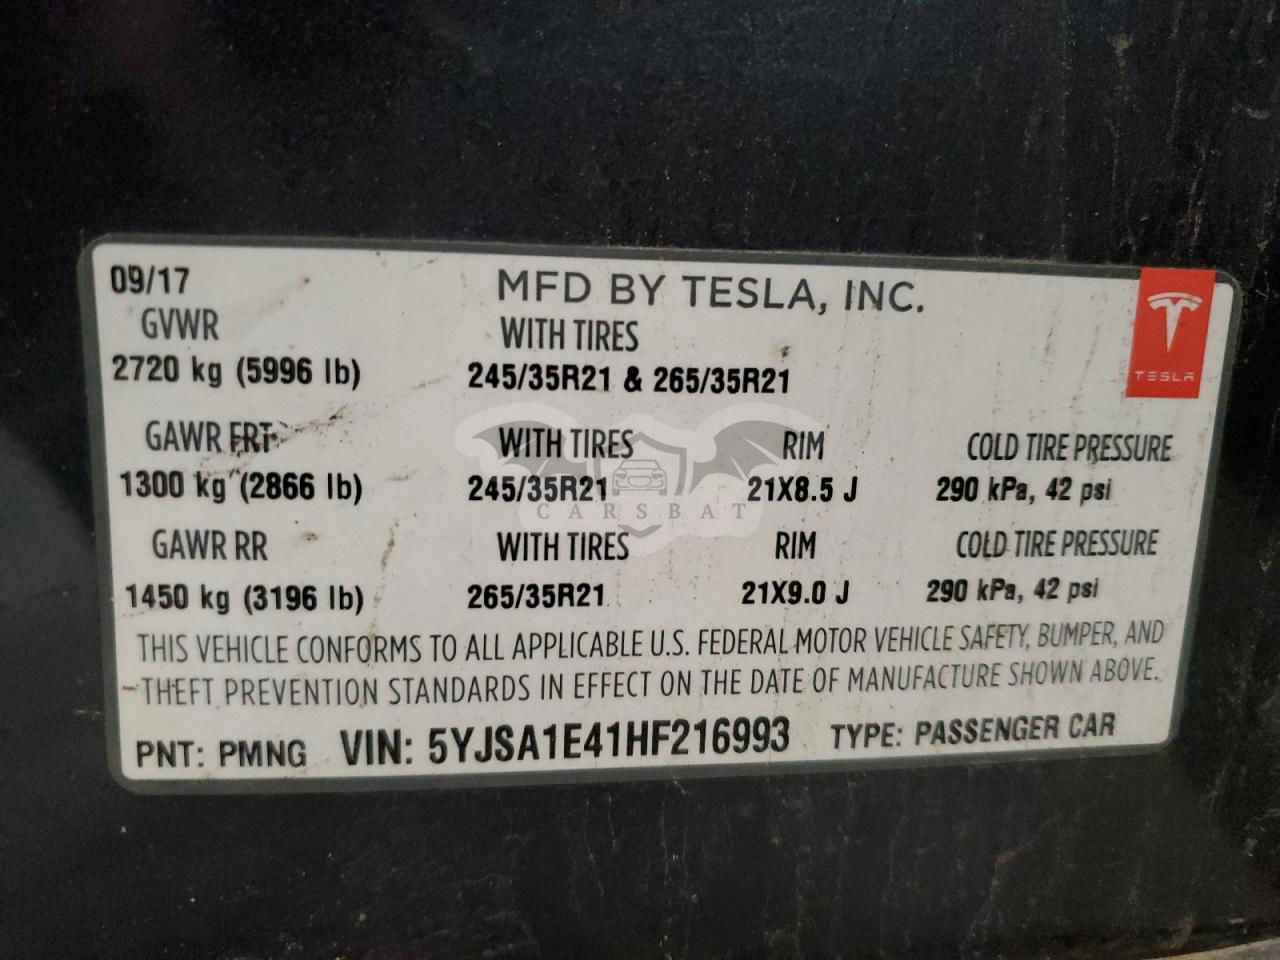 09/17 MFD BY TESLA, INC.
GVWR WITH TIRES
2720 kg (5996 lb) 245/35R21 & 265/35R21
TESLA
GAWR FRT WITH TIRES RIM COLD TIRE PRESSURE
1300 kg (2866 lb) 245/35R21 21X8.5 J 290 kPa, 42 psi
CARSBAT
GAWR RR WITH TIRES RIM COLD TIRE PRESSURE
1450 kg (3196 lb) 265/35R21 21X9.0 J 290 kPa, 42 psi
THIS VEHICLE CONFORMS TO ALL APPLICABLE U.S. FEDERAL MOTOR VEHICLE SAFETY, BUMPER, AND
THEFT PREVENTION STANDARDS IN EFFECT ON THE DATE OF MANUFACTURE SHOWN ABOVE.
PNT: PMNG VIN: 5YJSA1E41HF216993 TYPE: PASSENGER CAR